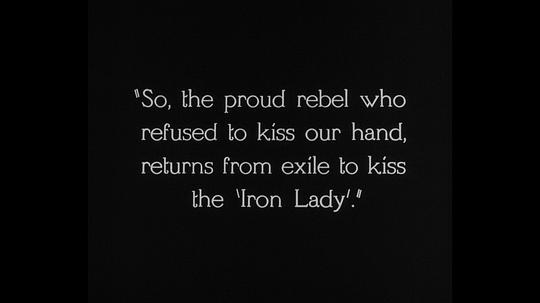 "So, the proud rebel who
refused to kiss our hand,
returns from exile to kiss
the 'Iron Lady'."